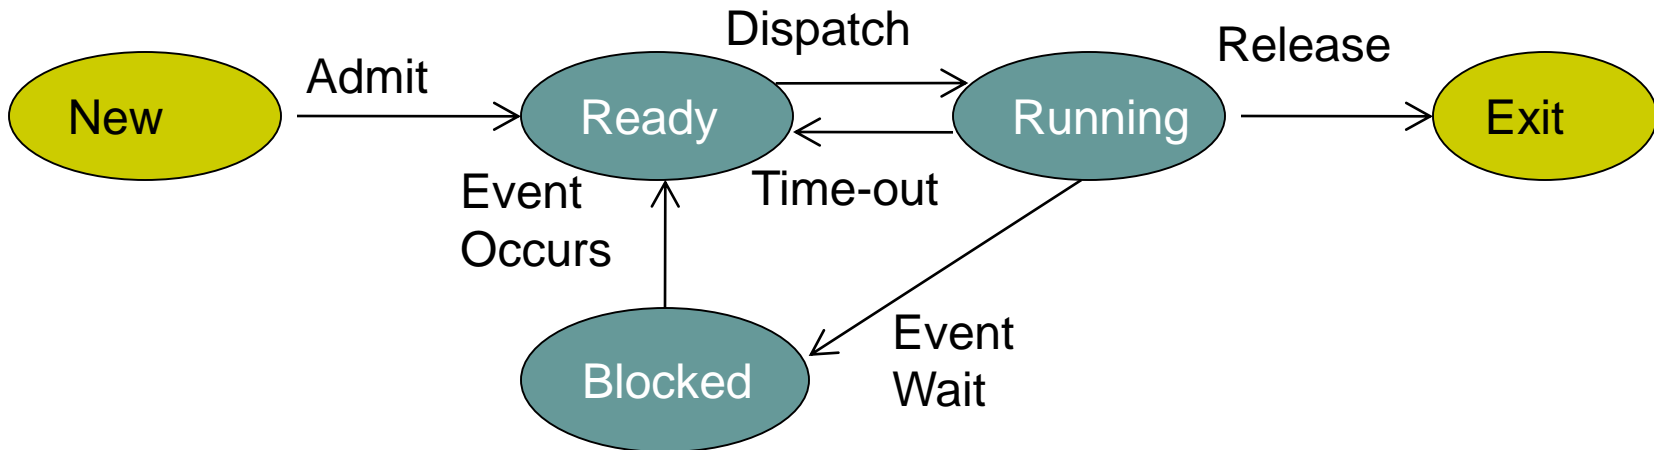 New
Admit
Ready
Dispatch
Running
Release
Exit
Time-out
Event
Occurs
Blocked
Event
Wait